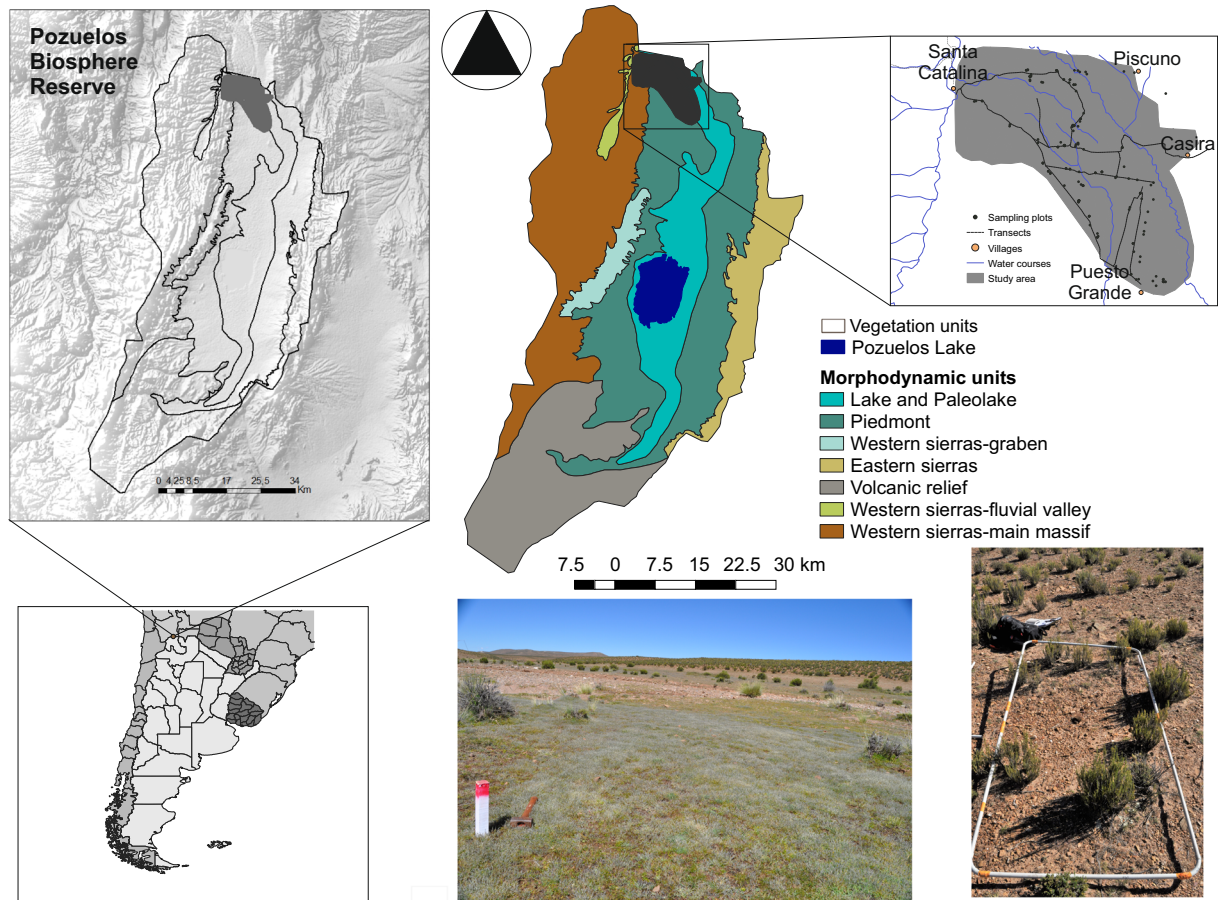 Pozuelos
Biosphere
Reserve
0 4,25 8,5 17 25,5 34
Km
Santa
Catalina
Piscuno
Casira
Sampling plots
Transects
Villages
Water courses
Study area
Puesto
Grande
Vegetation units
Pozuelos Lake
Morphodynamic units
Lake and Paleolake
Piedmont
Western sierras-graben
Eastern sierras
Volcanic relief
Western sierras-fluvial valley
Western sierras-main massif
7.5 0 7.5 15 22.5 30 km